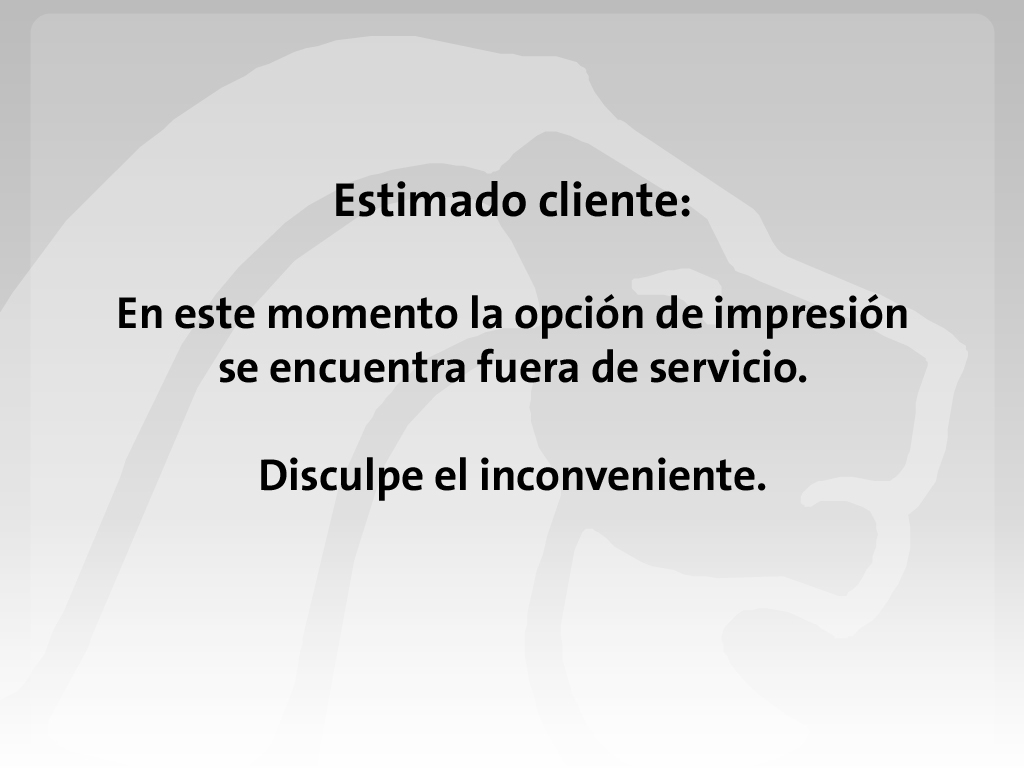 Estimado cliente:
En este momento la opción de impresión
se encuentra fuera de servicio.
Disculpe el inconveniente.